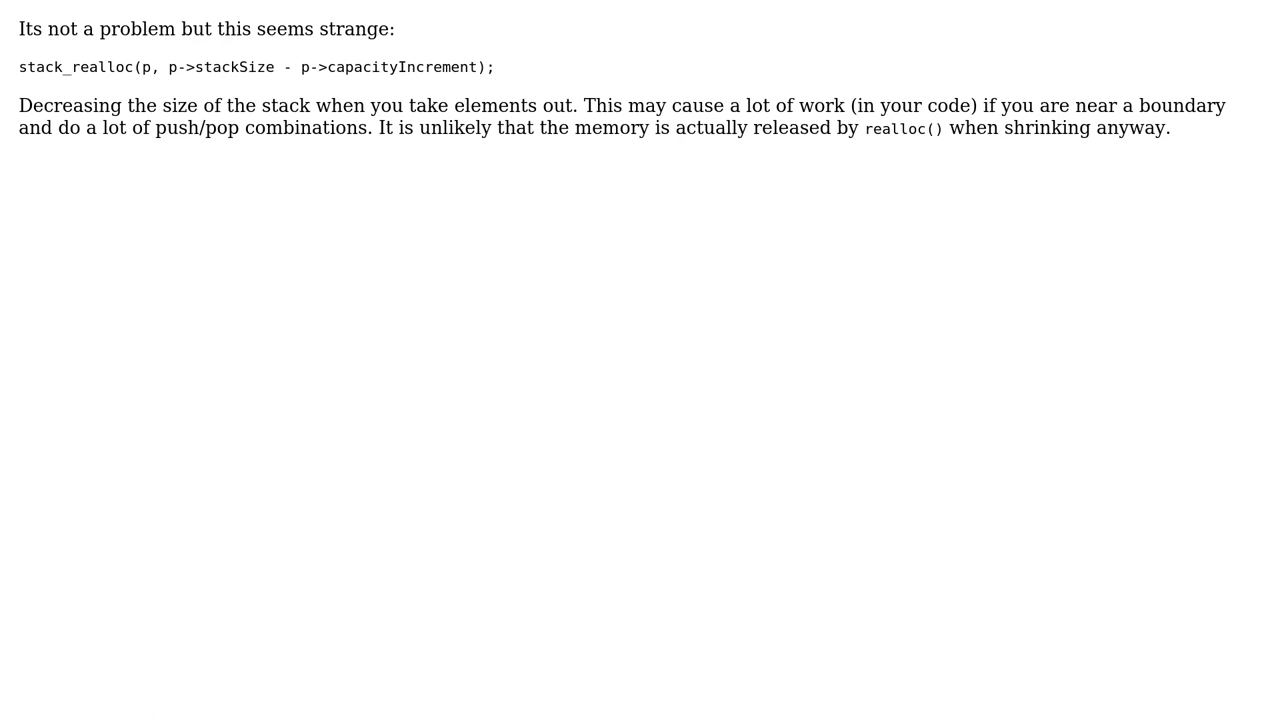 Its not a problem but this seems strange:
stack_realloc(p, p->stackSize - p->capacityIncrement);
Decreasing the size of the stack when you take elements out. This may cause a lot of work (in your code) if you are near a boundary
and do a lot of push/pop combinations. It is unlikely that the memory is actually released by realloc() when shrinking anyway.